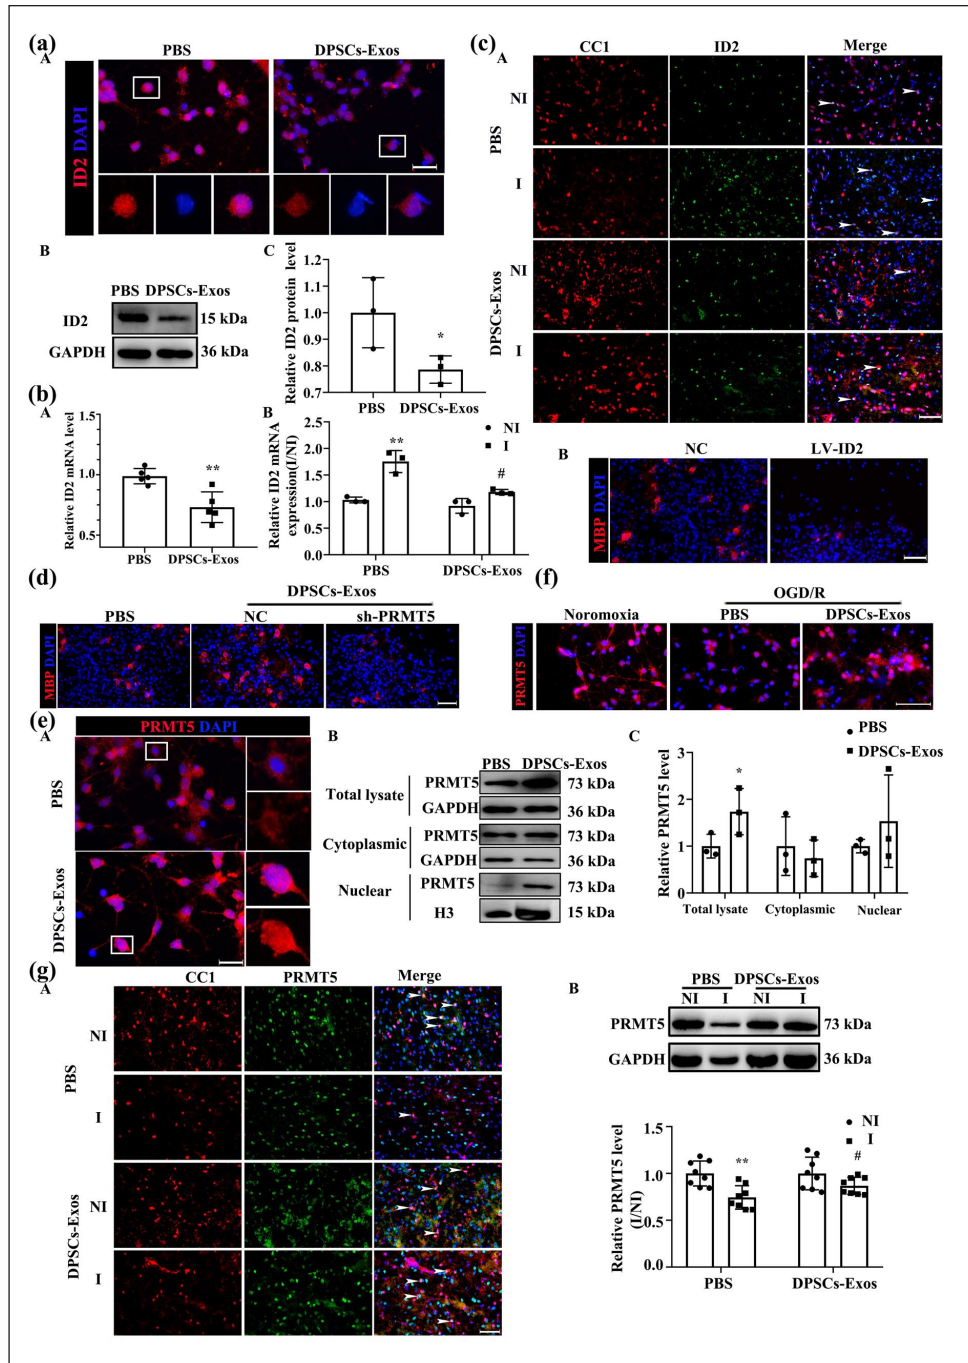 (a)
A
PBS
DPSCs-Exos
ID2 DAPI
B
PBS DPSCs-Exos
ID2
15 kDa
GAPDH
36 kDa
C
Relative ID2 protein level
1.2
1.1
1.0
0.9
0.8
0.7
*
PBS
DPSCs-Exos
(b)
A
Relative ID2 mRNA level
1.5
1.0
0.5
**
PBS
DPSCs-Exos
B
Relative ID2 mRNA
expression(I/NI)
2.5
2.0
1.5
1.0
0.5
0.0
**
#
NI
I
PBS
DPSCs-Exos
(c)
A
CC1
ID2
Merge
PBS
NI
I
DPSCs-Exos
NI
I
B
NC
LV-ID2
MBP DAPI
(d)
DPSCs-Exos
PBS
NC
sh-PRMT5
MBP DAPI
(f)
OGD/R
Noromoxia
PBS
DPSCs-Exos
PRMT5 DAPI
(e)
A
PRMT5 DAPI
PBS
DPSCs-Exos
B
PBS DPSCs-Exos
Total lysate
PRMT5
73 kDa
GAPDH
36 kDa
Cytoplasmic
PRMT5
73 kDa
GAPDH
36 kDa
Nuclear
PRMT5
73 kDa
H3
15 kDa
C
PBS
DPSCs-Exos
Relative PRMT5 level
3
2
1
0
*
Total lysate
Cytoplasmic
Nuclear
(g)
A
CC1
PRMT5
Merge
PBS
NI
I
DPSCs-Exos
NI
I
B
PBS DPSCs-Exos
NI I NI I
PRMT5
73 kDa
GAPDH
36 kDa
Relative PRMT5 level
(I/NI)
1.5
1.0
0.5
0.0
**
NI
I
#
PBS
DPSCs-Exos